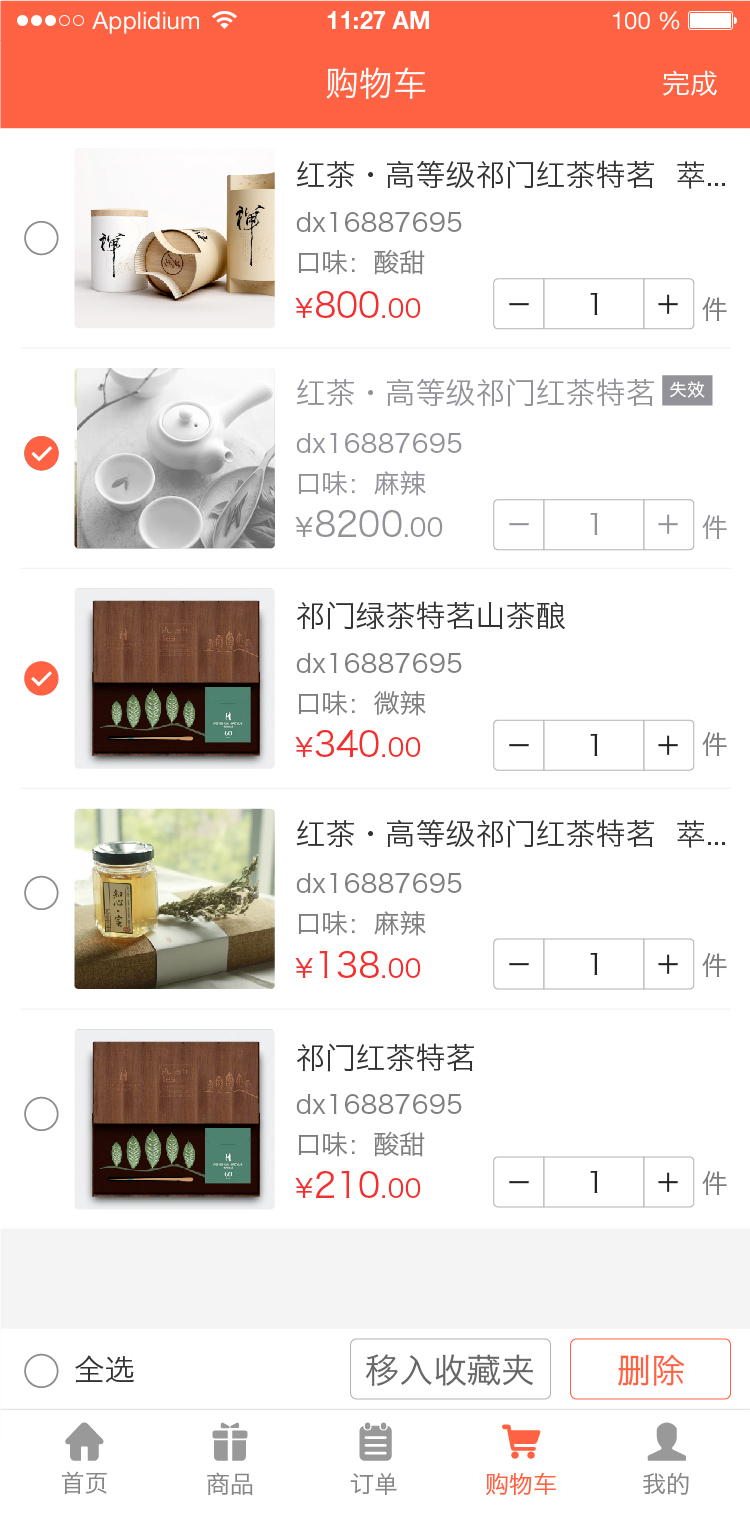 Applidium 11:27 AM 100 %
购物车 完成
禅 禅
红茶·高等级祁门红茶特茗 萃...
dx16887695
口味：酸甜
¥800.00 1 件
红茶·高等级祁门红茶特茗 失效
dx16887695
口味：麻辣
¥8200.00 1 件
祁门绿茶特茗山茶酿
dx16887695
口味：微辣
¥340.00 1 件
红茶·高等级祁门红茶特茗 萃...
dx16887695
口味：麻辣
¥138.00 1 件
祁门红茶特茗
dx16887695
口味：酸甜
¥210.00 1 件
全选 移入收藏夹 删除
首页 商品 订单 购物车 我的